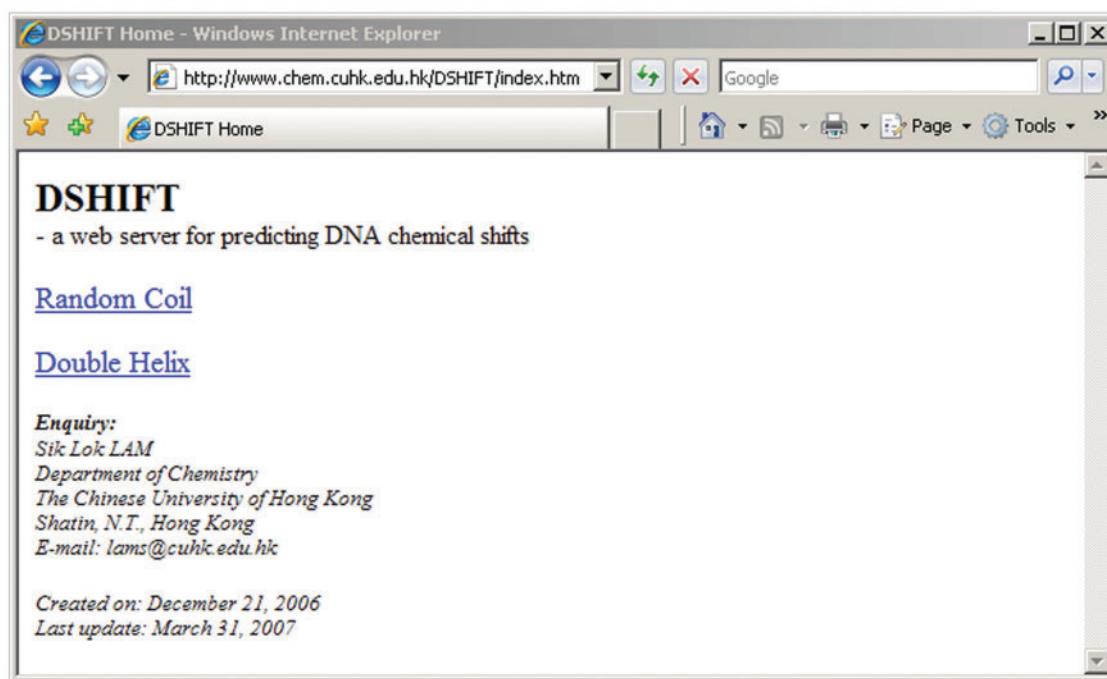 DSHIFT Home - Windows Internet Explorer
http://www.chem.cuhk.edu.hk/DSHIFT/index.htm
Google
DSHIFT Home
Page
Tools
DSHIFT
- a web server for predicting DNA chemical shifts
Random Coil
Double Helix
Enquiry:
Sik Lok LAM
Department of Chemistry
The Chinese University of Hong Kong
Shatin, N.T., Hong Kong
E-mail: lams@cuhk.edu.hk
Created on: December 21, 2006
Last update: March 31, 2007